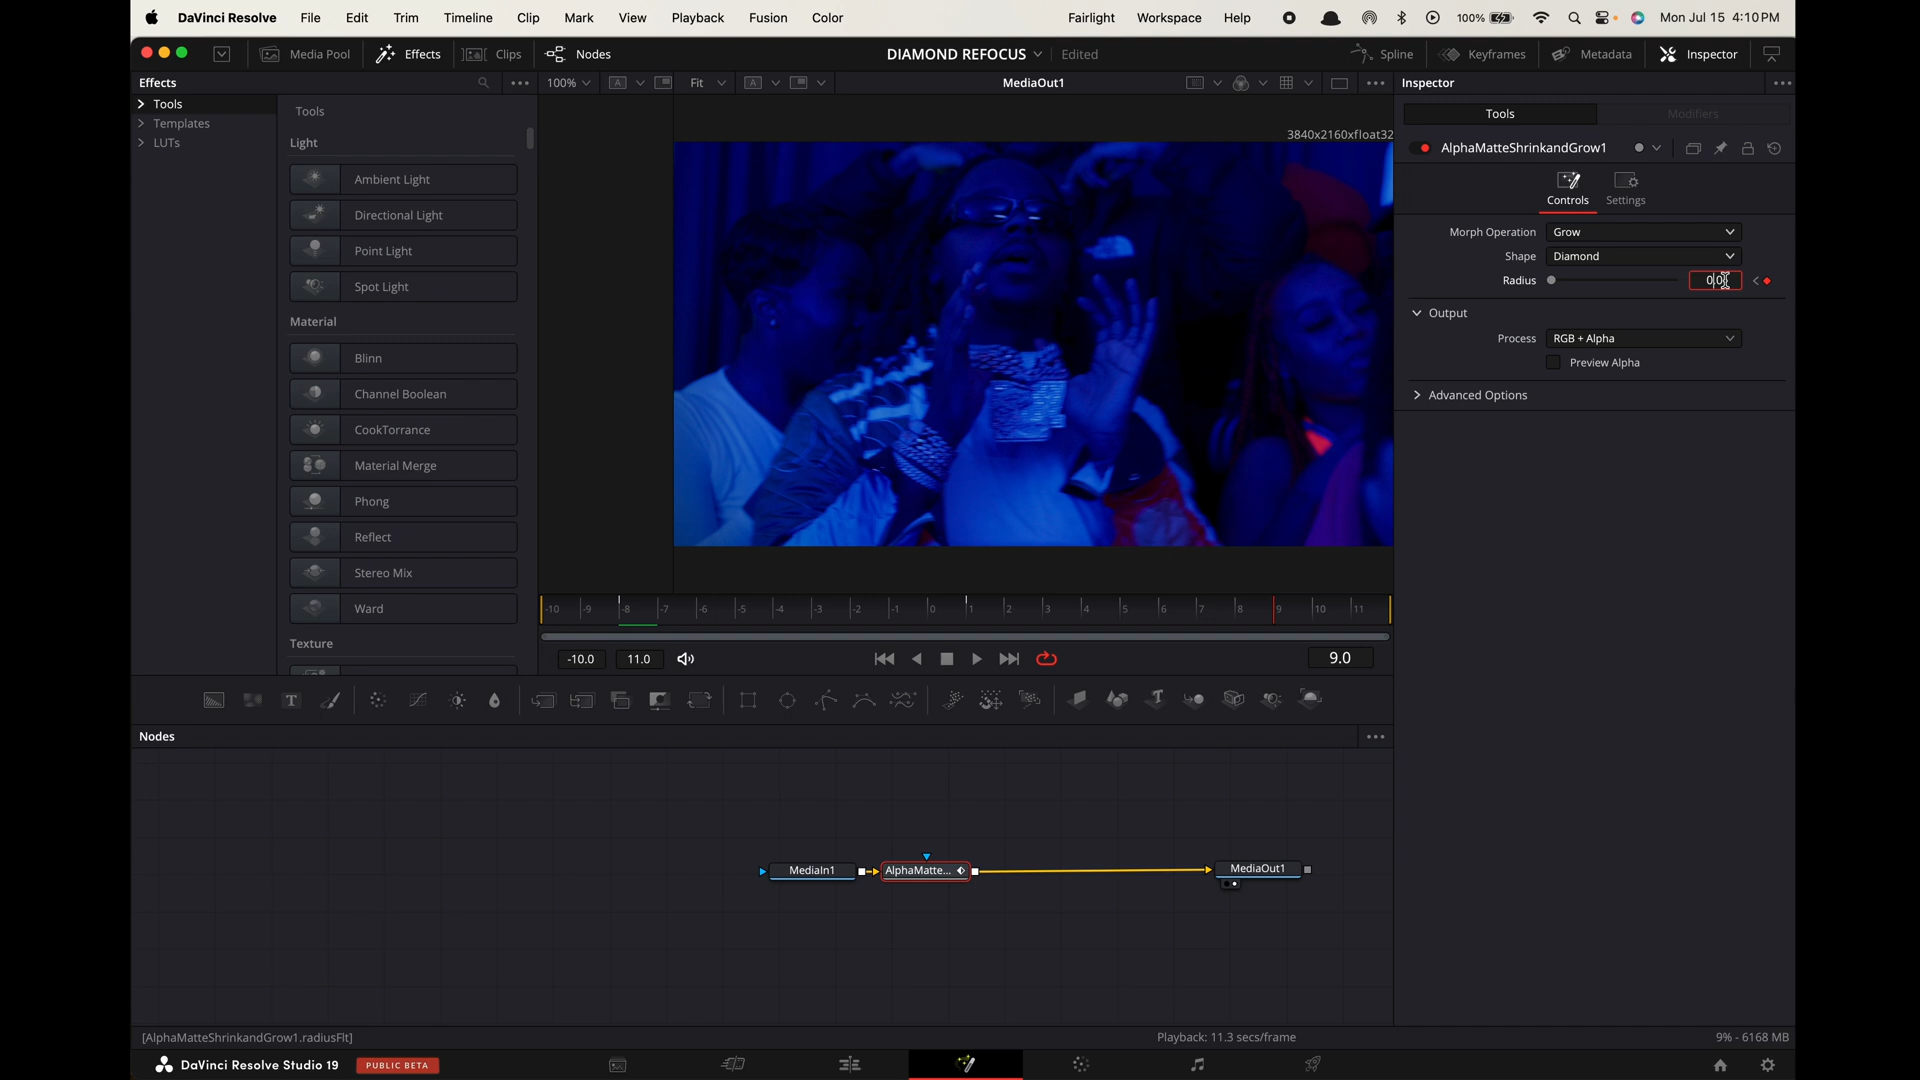 DaVinci Resolve File Edit Trim Timeline Clip Mark View Playback Fusion Color Fairlight Workspace Help 100% Mon Jul 15 4:10 PM
Media Pool Effects Clips Nodes DIAMOND REFOCUS Edited Spline Keyframes Metadata Inspector
Effects 100% Fit MediaOut1 Inspector
Tools
Templates
LUTs
Tools
Light
Ambient Light
Directional Light
Point Light
Spot Light
Material
Blinn
Channel Boolean
CookTorrance
Material Merge
Phong
Reflect
Stereo Mix
Ward
Texture
3840x2160xfloat32
-10 -9 -8 -7 -6 -5 -4 -3 -2 -1 0 1 2 3 4 5 6 7 8 9 10 11
-10.0 11.0 9.0
Tools Modifiers
AlphaMatteShrinkandGrow1
Controls Settings
Morph Operation Grow
Shape Diamond
Radius 0.0
Output
Process RGB + Alpha
Preview Alpha
Advanced Options
Nodes
MediaIn1 AlphaMatte... MediaOut1
[AlphaMatteShrinkandGrow1.radiusFlt] Playback: 11.3 secs/frame 9% - 6168 MB
DaVinci Resolve Studio 19 PUBLIC BETA